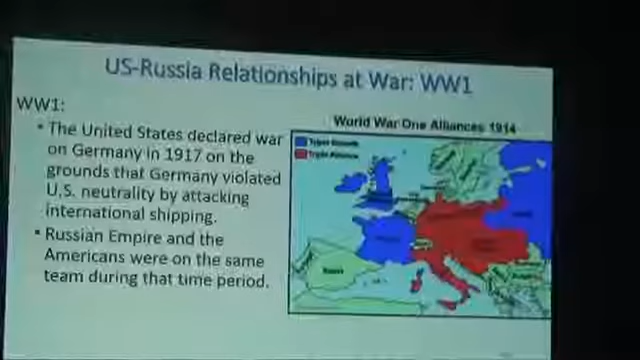 US-Russia Relationships at War: WW1
WW1:
• The United States declared war
on Germany in 1917 on the
grounds that Germany violated
U.S. neutrality by attacking
international shipping.
• Russian Empire and the
Americans were on the same
team during that time period.
World War One Alliances 1914
Triple Entente
Triple Alliance